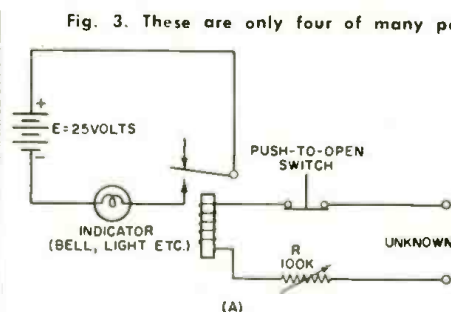 Fig. 3. These are only four of many
+
E=25VOLTS
−
PUSH-TO-OPEN
SWITCH
INDICATOR
(BELL, LIGHT ETC.)
UNKNOWN
R
100K
(A)